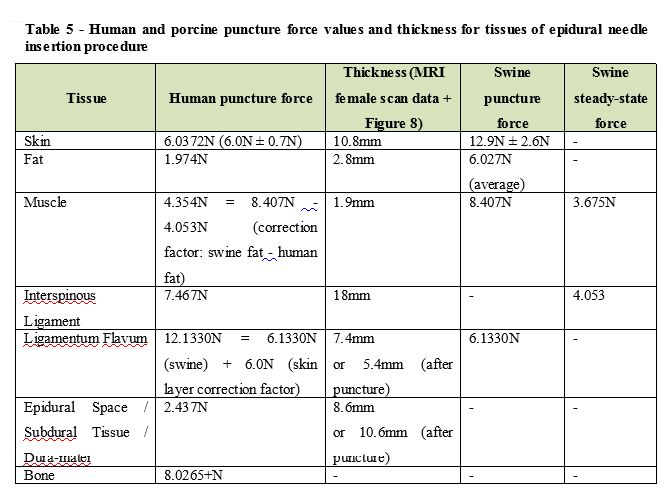 Table 5 - Human and porcine puncture force values and thickness for tissues of epidural needle
insertion procedure
Tissue
Human puncture force
Thickness (MRI
female scan data +
Figure 8)
Swine
puncture
force
Swine
steady-state
force
Skin
6.0372N (6.0N ± 0.7N)
10.8mm
12.9N ± 2.6N
-
Fat
1.974N
2.8mm
6.027N
(average)
-
Muscle
4.354N = 8.407N -
4.053N (correction
factor: swine fat - human
fat)
1.9mm
8.407N
3.675N
Interspinous
Ligament
7.467N
18mm
-
4.053
Ligamentum Flavum
12.1330N = 6.1330N
(swine) + 6.0N (skin
layer correction factor)
7.4mm
or 5.4mm (after
puncture)
6.1330N
-
Epidural Space /
Subdural Tissue /
Dura-mater
2.437N
8.6mm
or 10.6mm (after
puncture)
-
-
Bone
8.0265+N
-
-
-